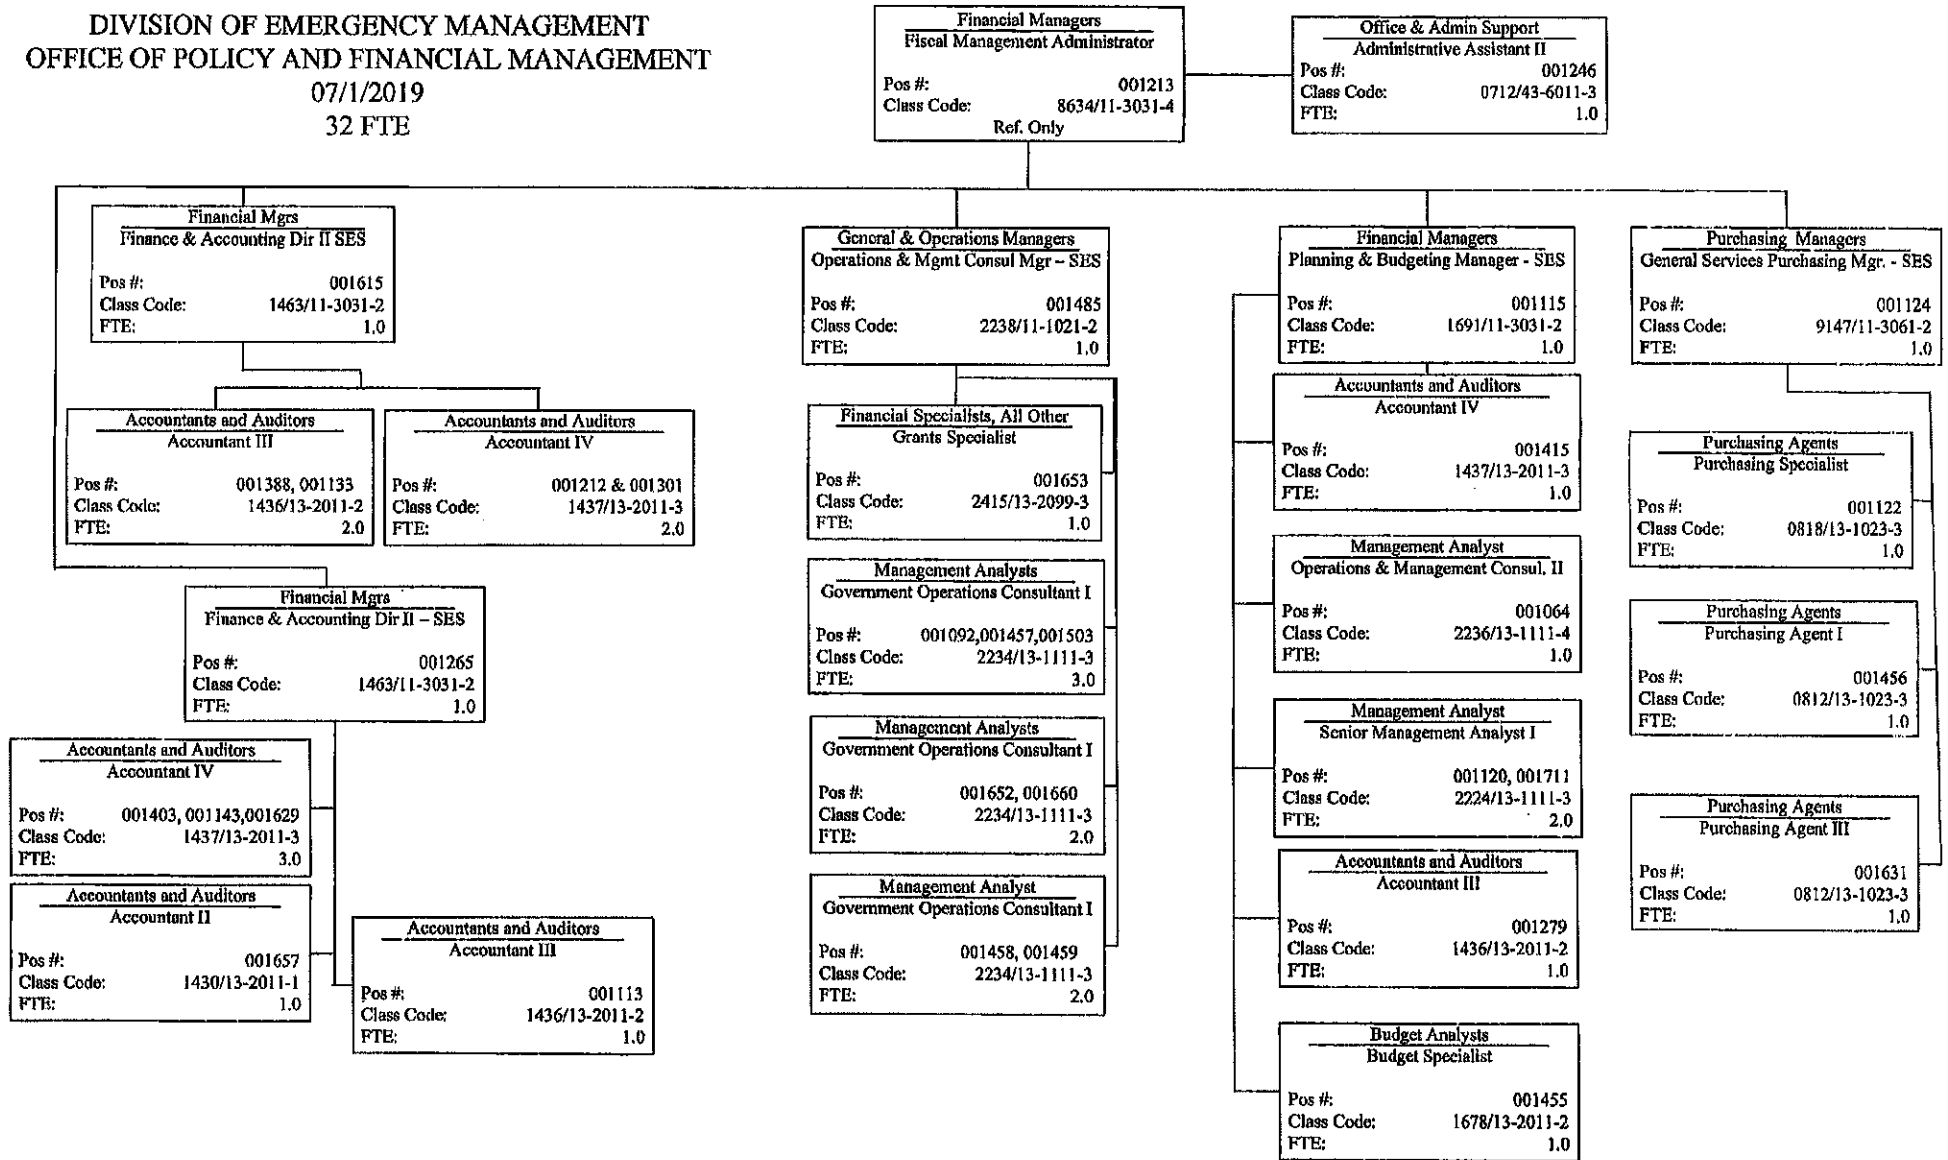 DIVISION OF EMERGENCY MANAGEMENT
OFFICE OF POLICY AND FINANCIAL MANAGEMENT
07/1/2019
32 FTE
Financial Managers
Fiscal Management Administrator
Pos #: 001213
Class Code: 8634/11-3031-4
Ref. Only
Office & Admin Support
Administrative Assistant II
Pos #: 001246
Class Code: 0712/43-6011-3
FTE: 1.0
Financial Mgrs
Finance & Accounting Dir II SES
Pos #: 001615
Class Code: 1463/11-3031-2
FTE: 1.0
Accountants and Auditors
Accountant III
Pos #: 001388, 001133
Class Code: 1436/13-2011-2
FTE: 2.0
Accountants and Auditors
Accountant IV
Pos #: 001212 & 001301
Class Code: 1437/13-2011-3
FTE: 2.0
Financial Mgrs
Finance & Accounting Dir II – SES
Pos #: 001265
Class Code: 1463/11-3031-2
FTE: 1.0
Accountants and Auditors
Accountant IV
Pos #: 001403, 001143,001629
Class Code: 1437/13-2011-3
FTE: 3.0
Accountants and Auditors
Accountant II
Pos #: 001657
Class Code: 1430/13-2011-1
FTE: 1.0
Accountants and Auditors
Accountant III
Pos #: 001113
Class Code: 1436/13-2011-2
FTE: 1.0
General & Operations Managers
Operations & Mgmt Consul Mgr – SES
Pos #: 001485
Class Code: 2238/11-1021-2
FTE: 1.0
Financial Specialists, All Other
Grants Specialist
Pos #: 001653
Class Code: 2415/13-2099-3
FTE: 1.0
Management Analysts
Government Operations Consultant I
Pos #: 001092,001457,001503
Class Code: 2234/13-1111-3
FTE: 3.0
Management Analysts
Government Operations Consultant I
Pos #: 001652, 001660
Class Code: 2234/13-1111-3
FTE: 2.0
Management Analyst
Government Operations Consultant I
Pos #: 001458, 001459
Class Code: 2234/13-1111-3
FTE: 2.0
Financial Managers
Planning & Budgeting Manager - SES
Pos #: 001115
Class Code: 1691/11-3031-2
FTE: 1.0
Accountants and Auditors
Accountant IV
Pos #: 001415
Class Code: 1437/13-2011-3
FTE: 1.0
Management Analyst
Operations & Management Consul. II
Pos #: 001064
Class Code: 2236/13-1111-4
FTE: 1.0
Management Analyst
Senior Management Analyst I
Pos #: 001120, 001711
Class Code: 2224/13-1111-3
FTE: 2.0
Accountants and Auditors
Accountant III
Pos #: 001279
Class Code: 1436/13-2011-2
FTE: 1.0
Budget Analysts
Budget Specialist
Pos #: 001455
Class Code: 1678/13-2011-2
FTE: 1.0
Purchasing Managers
General Services Purchasing Mgr. - SES
Pos #: 001124
Class Code: 9147/11-3061-2
FTE: 1.0
Purchasing Agents
Purchasing Specialist
Pos #: 001122
Class Code: 0818/13-1023-3
FTE: 1.0
Purchasing Agents
Purchasing Agent I
Pos #: 001456
Class Code: 0812/13-1023-3
FTE: 1.0
Purchasing Agents
Purchasing Agent III
Pos #: 001631
Class Code: 0812/13-1023-3
FTE: 1.0